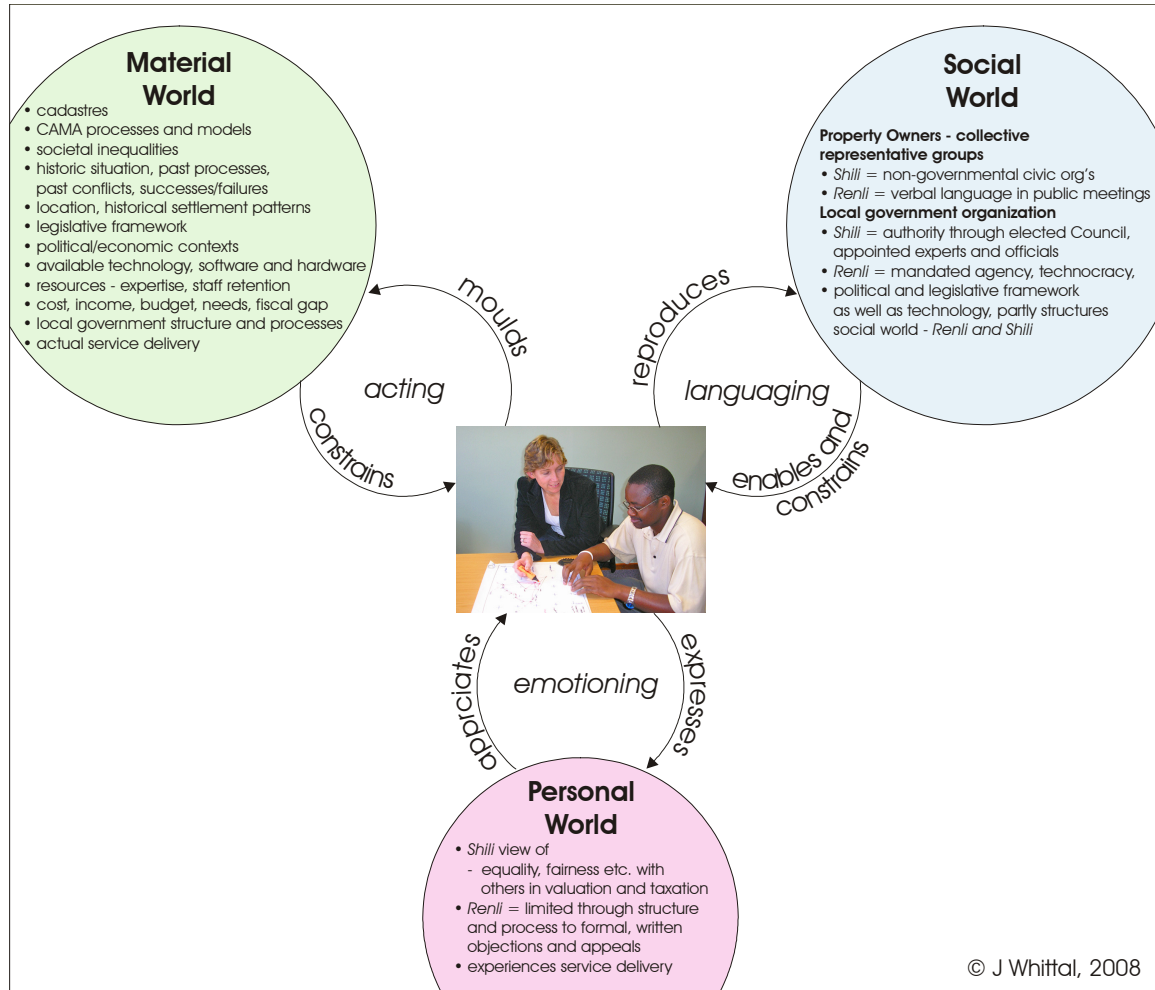 Material
World
• cadastres
• CAMA processes and models
• societal inequalities
• historic situation, past processes,
past conflicts, successes/failures
• location, historical settlement patterns
• legislative framework
• political/economic contexts
• available technology, software and hardware
• resources - expertise, staff retention
• cost, income, budget, needs, fiscal gap
• local government structure and processes
• actual service delivery
Social
World
Property Owners - collective
representative groups
• Shili = non-governmental civic org's
• Renli = verbal language in public meetings
Local government organization
• Shili = authority through elected Council,
appointed experts and officials
• Renli = mandated agency, technocracy,
• political and legislative framework
as well as technology, partly structures
social world - Renli and Shili
moulds
acting
constrains
reproduces
languaging
enables and
constrains
apprciates
emotioning
expresses
Personal
World
• Shili view of
- equality, fairness etc. with
others in valuation and taxation
• Renli = limited through structure
and process to formal, written
objections and appeals
• experiences service delivery
© J Whittal, 2008